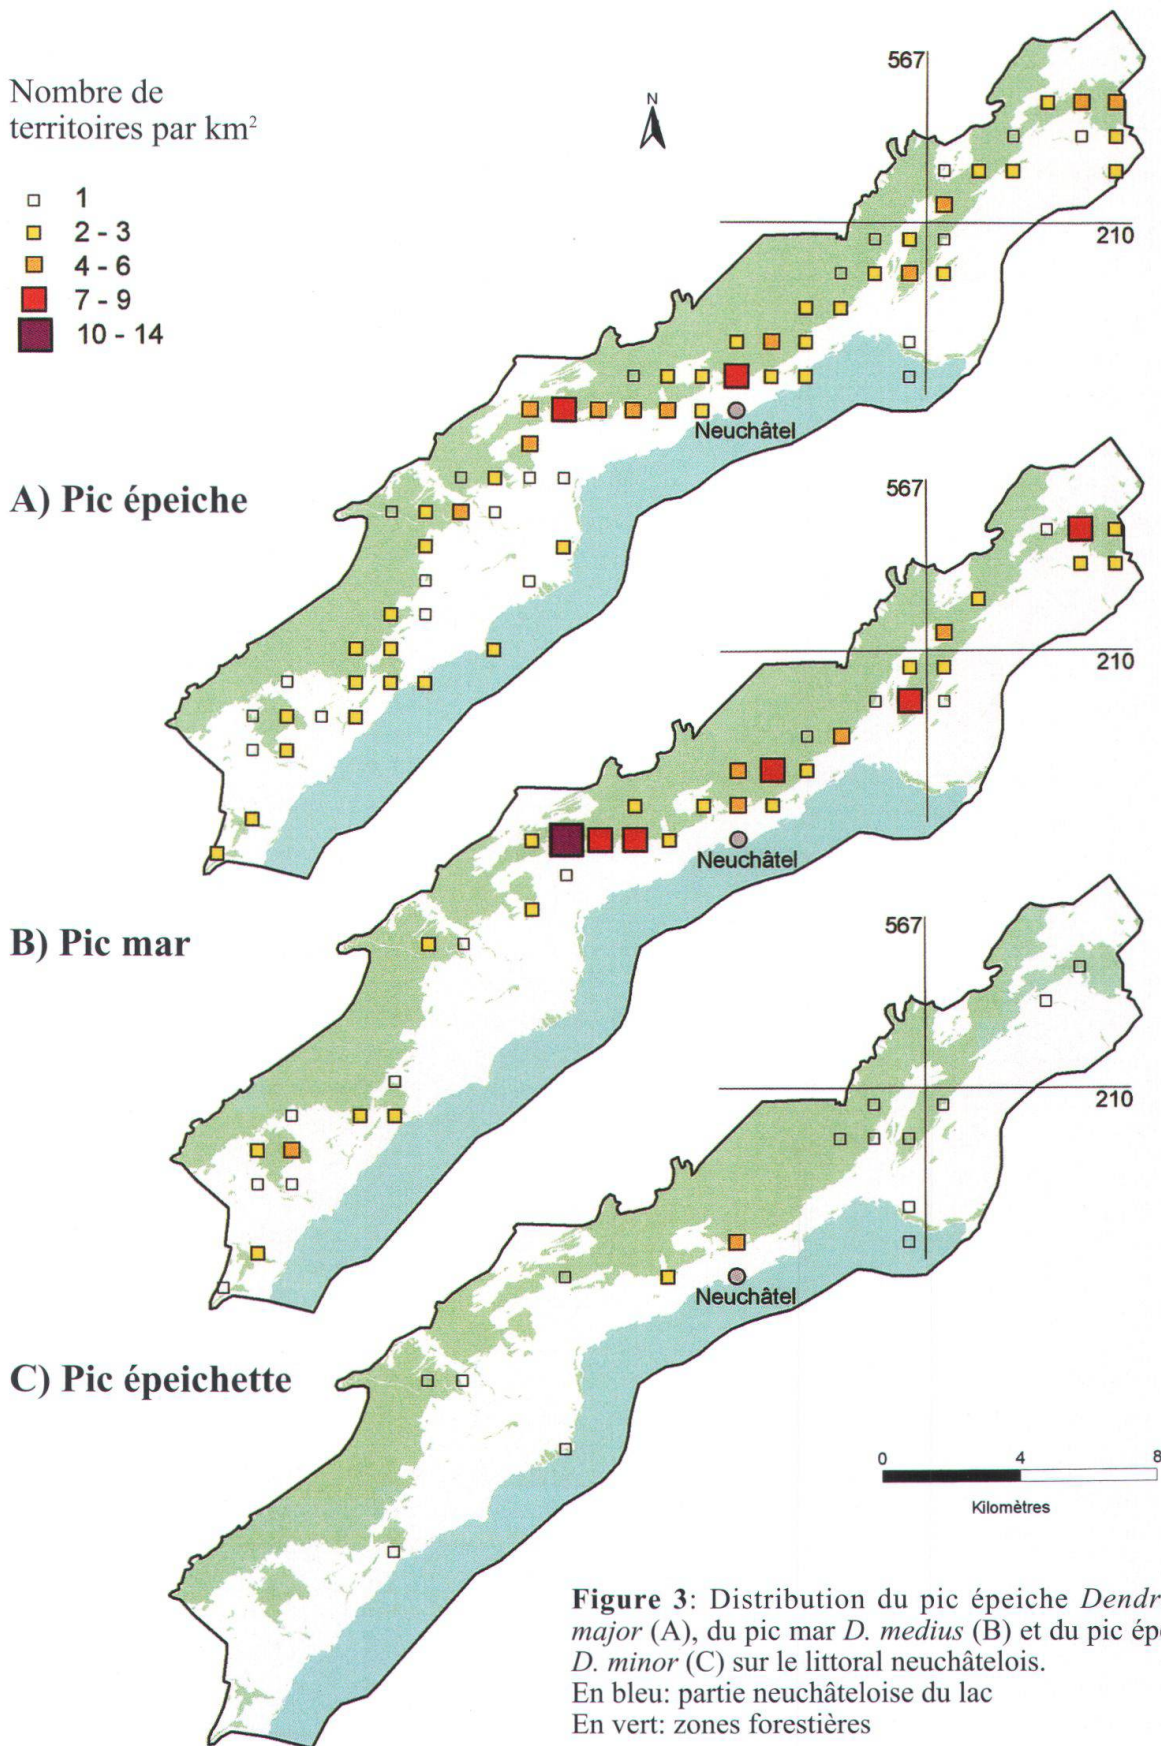 Nombre de
territoires par km²
1
2 - 3
4 - 6
7 - 9
10 - 14
N
567
210
Neuchâtel
A) Pic épeiche
567
210
Neuchâtel
B) Pic mar
567
210
Neuchâtel
C) Pic épeichette
0 4 8
Kilomètres
Figure 3: Distribution du pic épeiche Dendr
major (A), du pic mar D. medius (B) et du pic épe
D. minor (C) sur le littoral neuchâtelois.
En bleu: partie neuchâteloise du lac
En vert: zones forestières